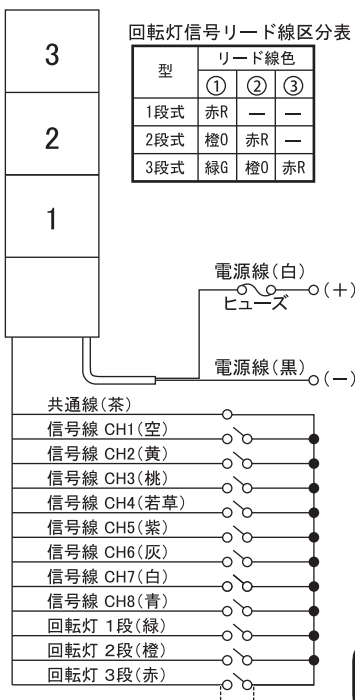 回転灯信号リード線区分表
型 リード線色
① ② ③
1段式 赤R — —
2段式 橙O 赤R —
3段式 緑G 橙O 赤R
3
2
1
電源線(白)
ヒューズ (+)
電源線(黒) (−)
共通線(茶)
信号線 CH1(空)
信号線 CH2(黄)
信号線 CH3(桃)
信号線 CH4(若草)
信号線 CH5(紫)
信号線 CH6(灰)
信号線 CH7(白)
信号線 CH8(青)
回転灯 1段(緑)
回転灯 2段(橙)
回転灯 3段(赤)